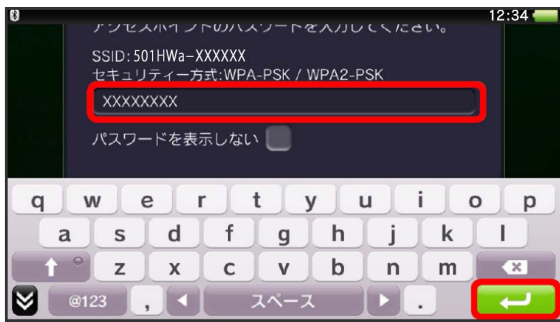 12:34
アクセスポイントのパスワードを入力してください。
SSID: 501HWa-XXXXXX
セキュリティー方式:WPA-PSK / WPA2-PSK
XXXXXXXX
パスワードを表示しない
q w e r t y u i o p
a s d f g h j k l
z x c v b n m
@123 , スペース .